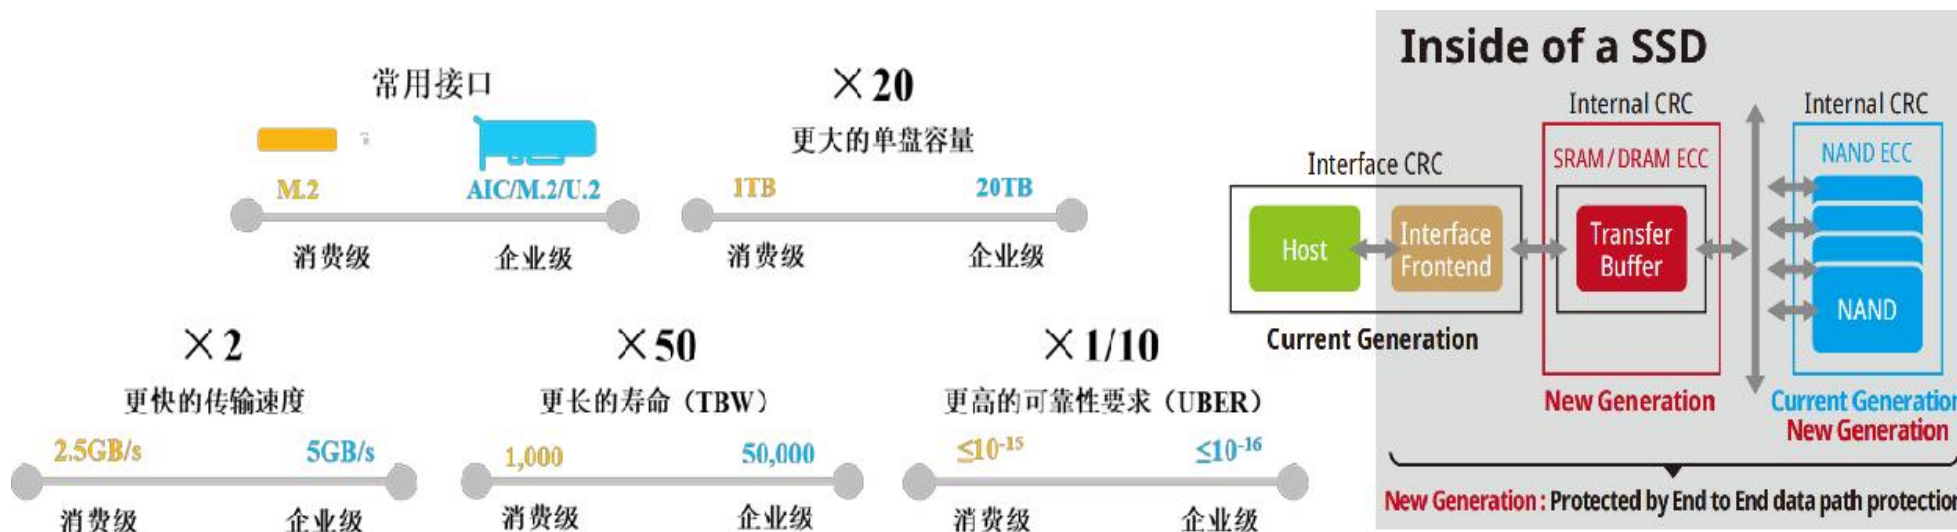 常用接口
M.2
AIC/M.2/U.2
消费级
企业级
×20
更大的单盘容量
1TB
20TB
消费级
企业级
×2
更快的传输速度
2.5GB/s
5GB/s
消费级
企业级
×50
更长的寿命（TBW）
1,000
50,000
消费级
企业级
×1/10
更高的可靠性要求（UBER）
≤10⁻¹⁵
≤10⁻¹⁶
消费级
企业级
Inside of a SSD
Interface CRC
Host
Interface
Frontend
Current Generation
Internal CRC
SRAM/DRAM ECC
Transfer
Buffer
New Generation
Internal CRC
NAND ECC
NAND
Current Generation
New Generation
New Generation : Protected by End to End data path protection